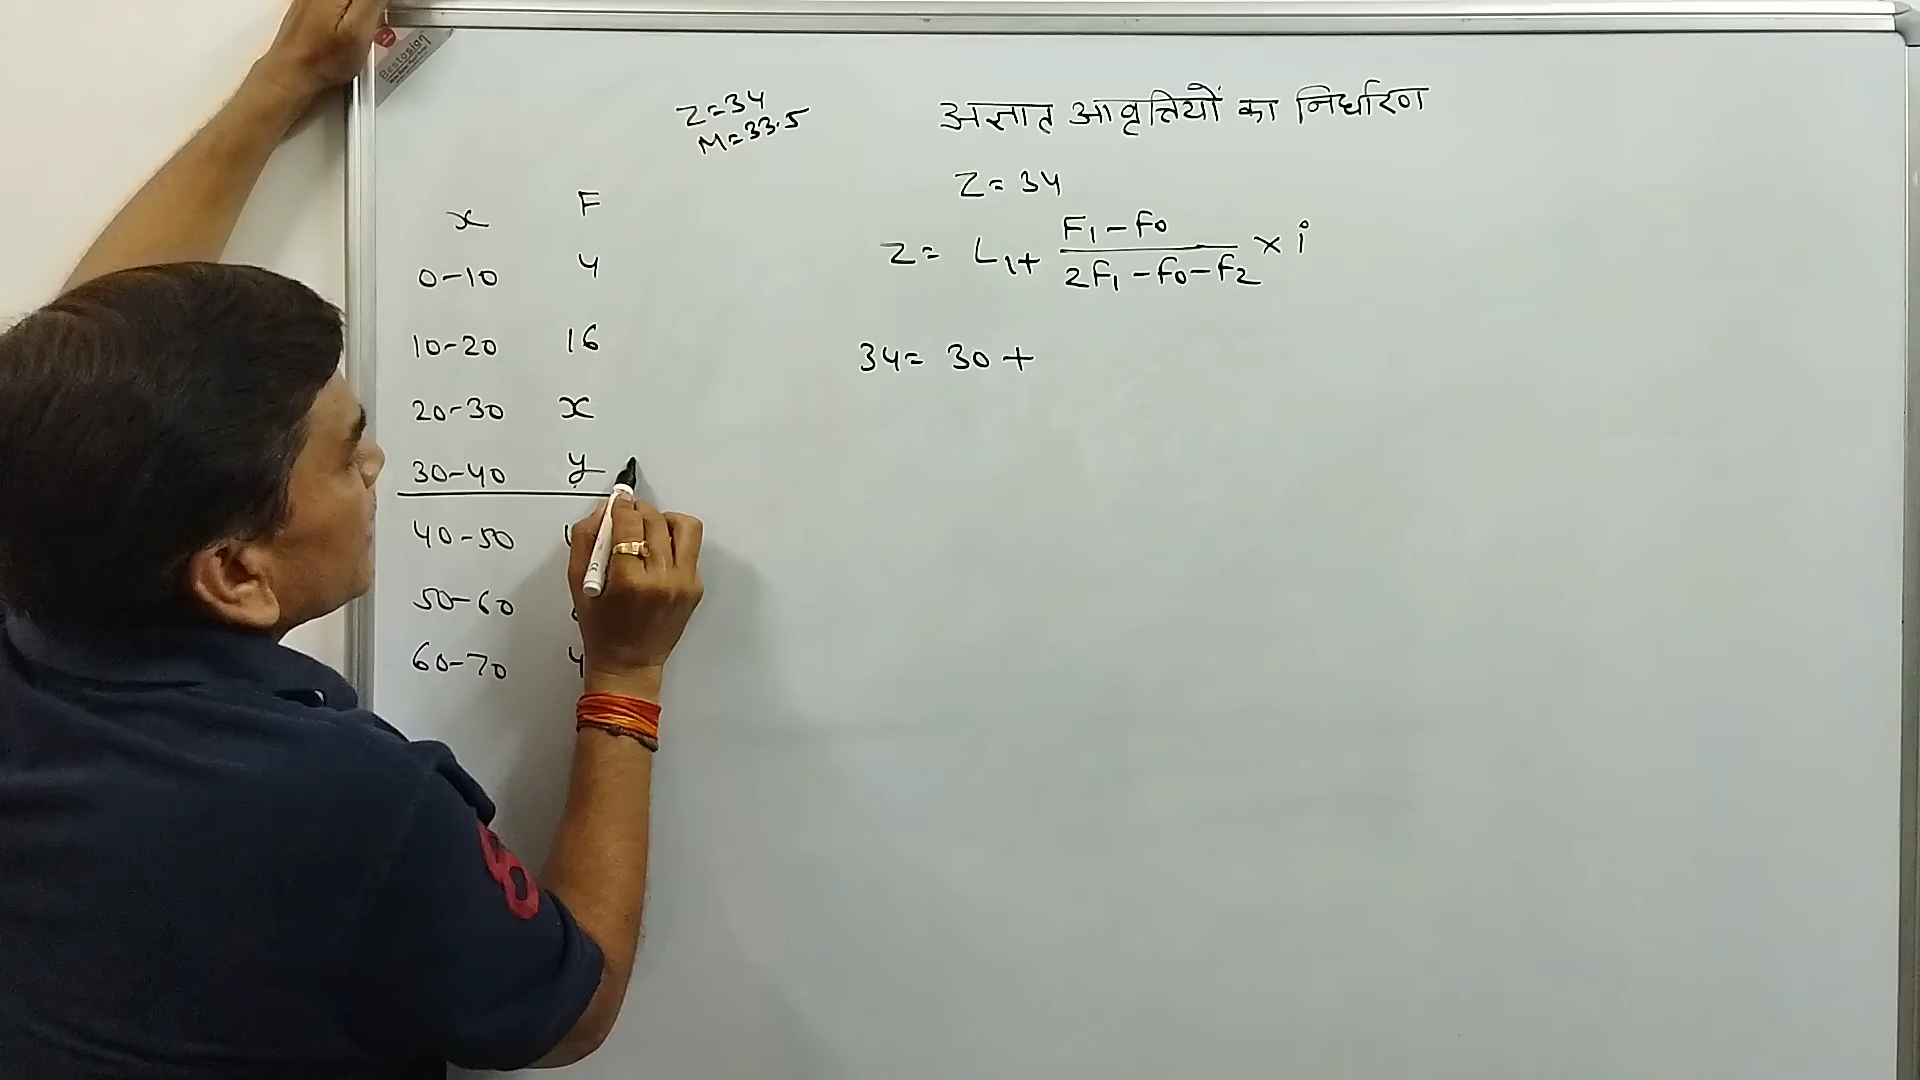 Bestosign
Z = 34
M = 33.5
अज्ञात आवृत्तियों का निर्धारण
Z = 34
Z = L1+ F1 - F0 / 2F1 - F0 - F2 × i
34 = 30 +
x F
0-10 4
10-20 16
20-30 x
30-40 y
40-50
50-60
60-70 4